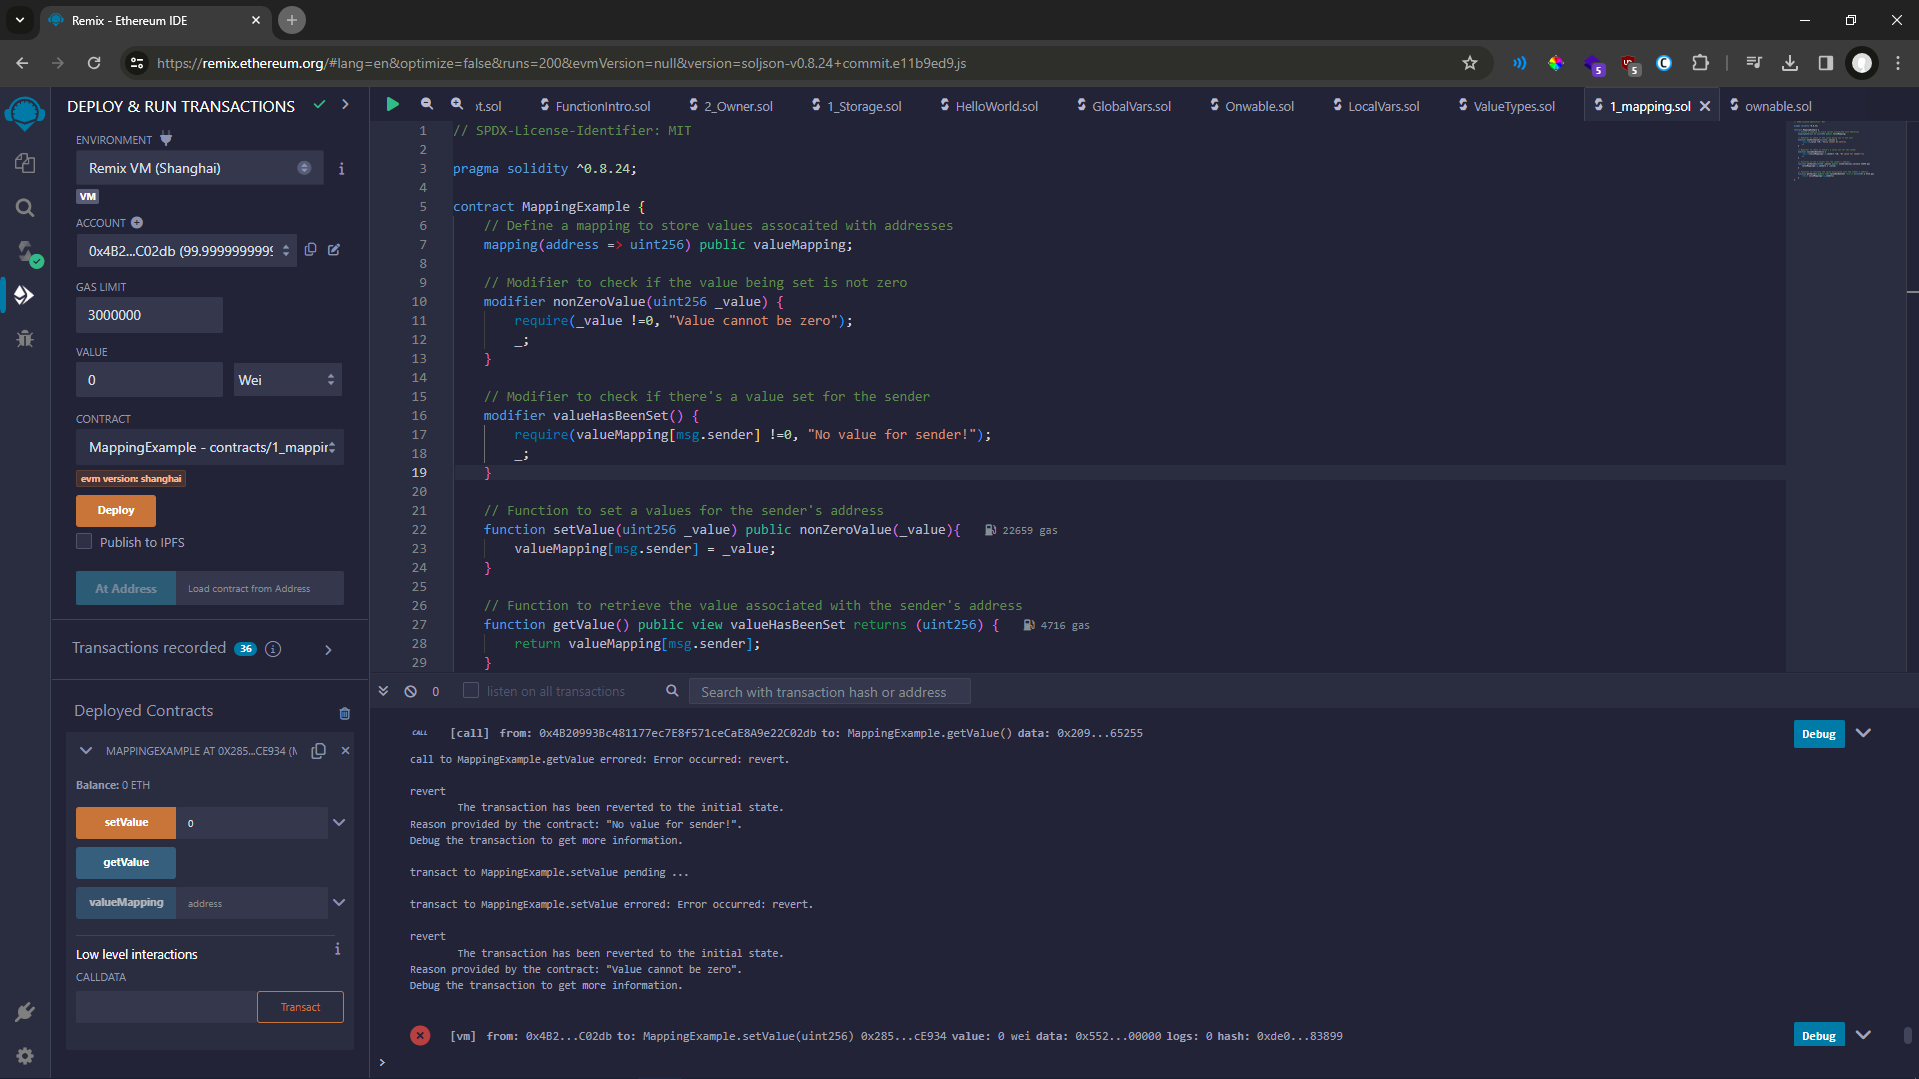 Remix - Ethereum IDE
https://remix.ethereum.org/#lang=en&optimize=false&runs=200&evmVersion=null&version=soljson-v0.8.24+commit.e11b9ed9.js
5
5
DEPLOY & RUN TRANSACTIONS
ENVIRONMENT
Remix VM (Shanghai)
VM
ACCOUNT
0x4B2...C02db (99.9999999999
GAS LIMIT
3000000
VALUE
0
Wei
CONTRACT
MappingExample - contracts/1_mappin
evm version: shanghai
Deploy
Publish to IPFS
At Address
Load contract from Address
Transactions recorded 36
Deployed Contracts
MAPPINGEXAMPLE AT 0X285...CE934 (M
Balance: 0 ETH
setValue
0
getValue
valueMapping
address
Low level interactions
CALLDATA
Transact
ot.sol
FunctionIntro.sol
2_Owner.sol
1_Storage.sol
HelloWorld.sol
GlobalVars.sol
Onwable.sol
LocalVars.sol
ValueTypes.sol
1_mapping.sol
ownable.sol
1 // SPDX-License-Identifier: MIT
2
3 pragma solidity ^0.8.24;
4
5 contract MappingExample {
6 // Define a mapping to store values assocaited with addresses
7 mapping(address => uint256) public valueMapping;
8
9 // Modifier to check if the value being set is not zero
10 modifier nonZeroValue(uint256 _value) {
11 require(_value !=0, "Value cannot be zero");
12 _;
13 }
14
15 // Modifier to check if there's a value set for the sender
16 modifier valueHasBeenSet() {
17 require(valueMapping[msg.sender] !=0, "No value for sender!");
18 _;
19 }
20
21 // Function to set a values for the sender's address
22 function setValue(uint256 _value) public nonZeroValue(_value){ 22659 gas
23 valueMapping[msg.sender] = _value;
24 }
25
26 // Function to retrieve the value associated with the sender's address
27 function getValue() public view valueHasBeenSet returns (uint256) { 4716 gas
28 return valueMapping[msg.sender];
29 }
0
listen on all transactions
Search with transaction hash or address
CALL [call] from: 0x4B20993Bc481177ec7E8f571ceCaE8A9e22C02db to: MappingExample.getValue() data: 0x209...65255
Debug
call to MappingExample.getValue errored: Error occurred: revert.
revert
The transaction has been reverted to the initial state.
Reason provided by the contract: "No value for sender!".
Debug the transaction to get more information.
transact to MappingExample.setValue pending ...
transact to MappingExample.setValue errored: Error occurred: revert.
revert
The transaction has been reverted to the initial state.
Reason provided by the contract: "Value cannot be zero".
Debug the transaction to get more information.
[vm] from: 0x4B2...C02db to: MappingExample.setValue(uint256) 0x285...cE934 value: 0 wei data: 0x552...00000 logs: 0 hash: 0xde0...83899
Debug
>